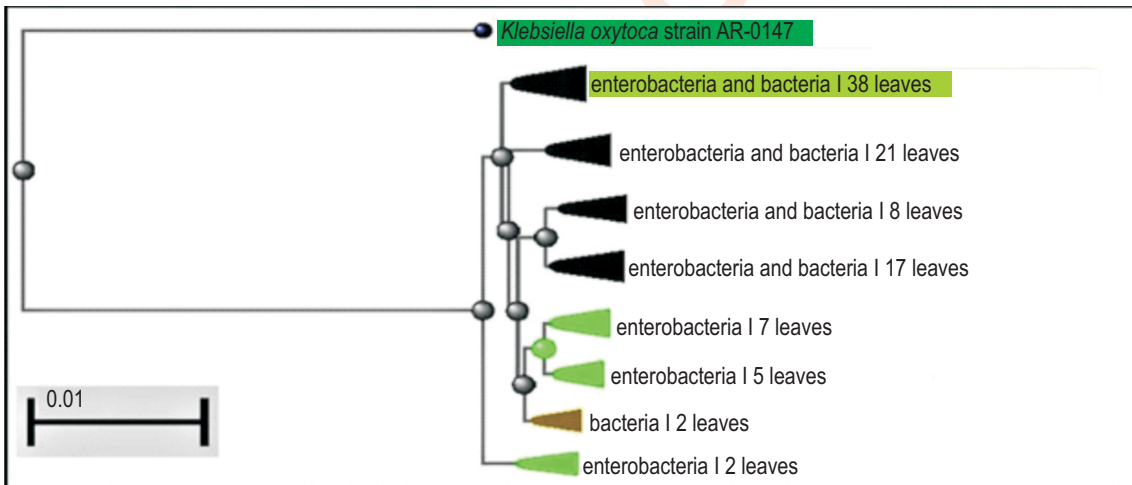 Klebsiella oxytoca strain AR-0147
enterobacteria and bacteria I 38 leaves
enterobacteria and bacteria I 21 leaves
enterobacteria and bacteria I 8 leaves
enterobacteria and bacteria I 17 leaves
enterobacteria I 7 leaves
enterobacteria I 5 leaves
0.01
bacteria I 2 leaves
enterobacteria I 2 leaves